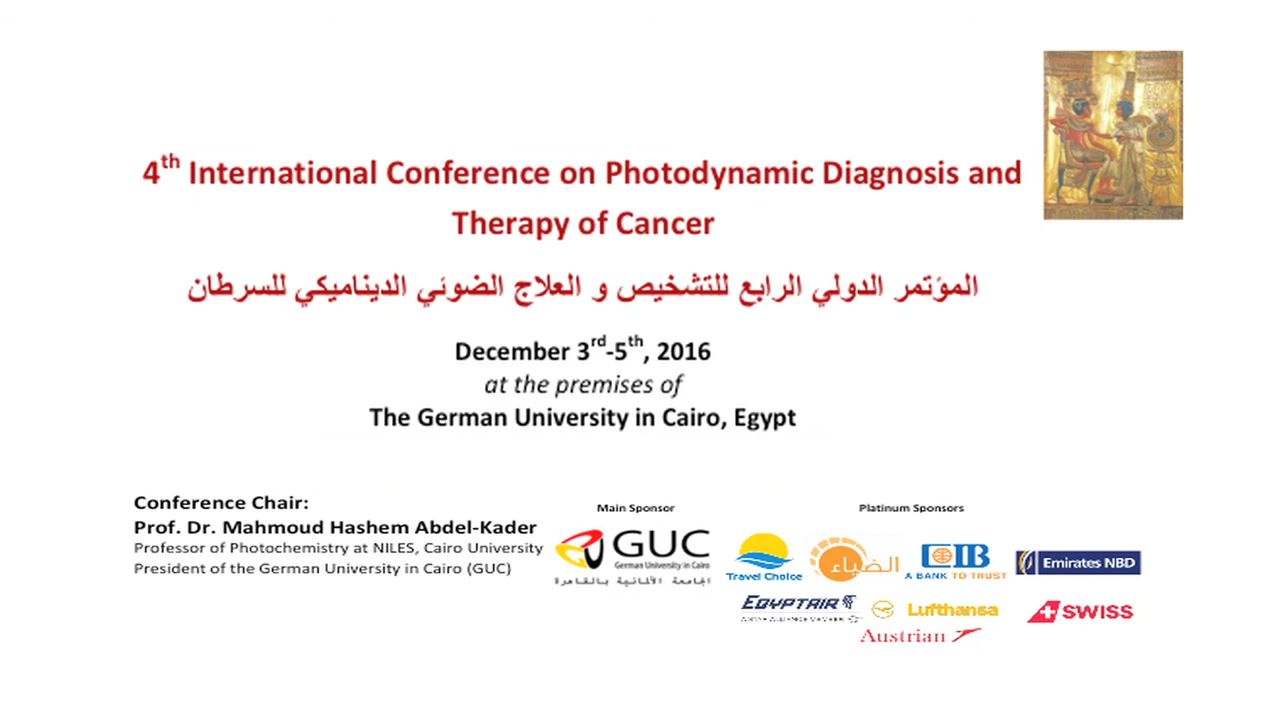 4th International Conference on Photodynamic Diagnosis and
Therapy of Cancer
المؤتمر الدولي الرابع للتشخيص و العلاج الضوئي الديناميكي للسرطان
December 3rd-5th, 2016
at the premises of
The German University in Cairo, Egypt
Conference Chair:
Prof. Dr. Mahmoud Hashem Abdel-Kader
Professor of Photochemistry at NILES, Cairo University
President of the German University in Cairo (GUC)
Main Sponsor
GUC
German University in Cairo
الجامعة الألمانية بالقاهرة
Platinum Sponsors
Travel Choice
الضياء
CIB
A BANK TO TRUST
Emirates NBD
EGYPTAIR
A STAR ALLIANCE MEMBER
Lufthansa
SWISS
Austrian